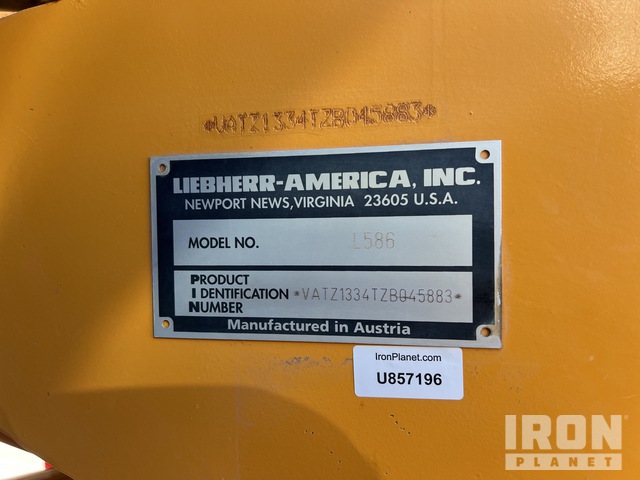 *VATZ1334TZB045883*
LIEBHERR-AMERICA, INC.
NEWPORT NEWS, VIRGINIA 23605 U.S.A.
MODEL NO. L586
PRODUCT
IDENTIFICATION *VATZ1334TZB045883*
NUMBER
Manufactured in Austria
IronPlanet.com
U857196
IRON
PLANET